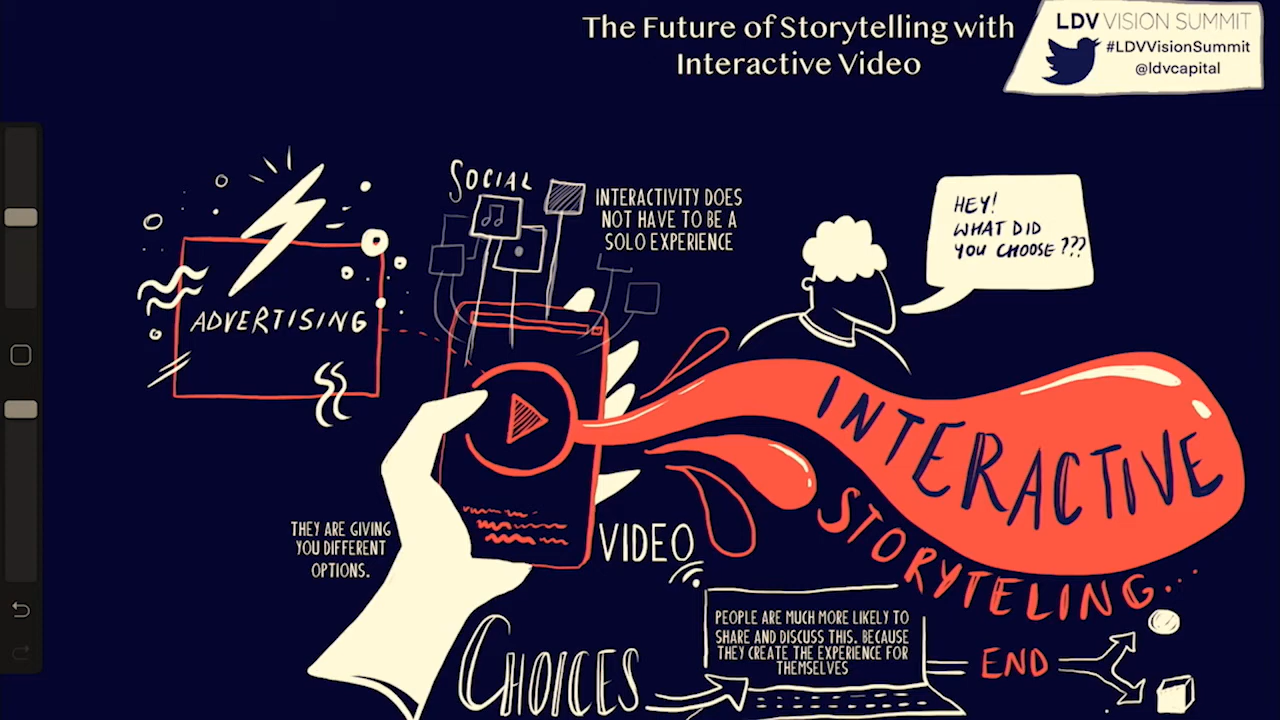 The Future of Storytelling with
Interactive Video
LDV VISION SUMMIT
#LDVVisionSummit
@ldvcapital
SOCIAL
INTERACTIVITY DOES
NOT HAVE TO BE A
SOLO EXPERIENCE
HEY!
WHAT DID
YOU CHOOSE???
ADVERTISING
INTERACTIVE
STORYTELING...
THEY ARE GIVING
YOU DIFFERENT
OPTIONS.
VIDEO
PEOPLE ARE MUCH MORE LIKELY TO
SHARE AND DISCUSS THIS. BECAUSE
THEY CREATE THE EXPERIENCE FOR
THEMSELVES
CHOICES
END